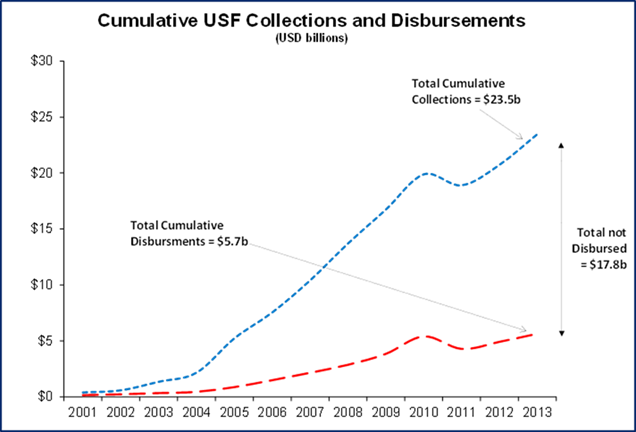 Cumulative USF Collections and Disbursements
(USD billions)
$30
$25
$20
$15
$10
$5
$0
Total Cumulative
Collections = $23.5b
Total Cumulative
Disbursments = $5.7b
Total not
Disbursed
= $17.8b
2001 2002 2003 2004 2005 2006 2007 2008 2009 2010 2011 2012 2013